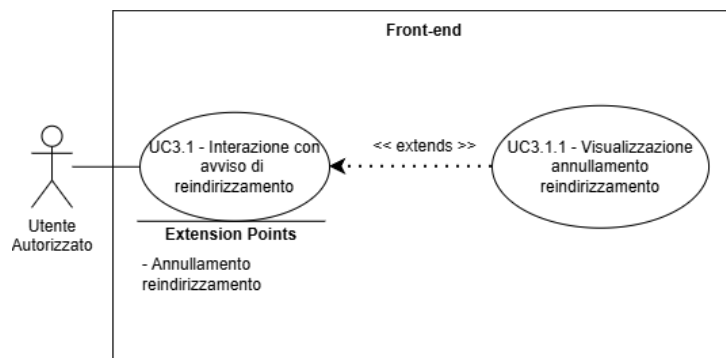 Front-end
UC3.1 - Interazione con
avviso di
reindirizzamento
<< extends >>
UC3.1.1 - Visualizzazione
annullamento
reindirizzamento
Utente
Autorizzato
Extension Points
- Annullamento
reindirizzamento